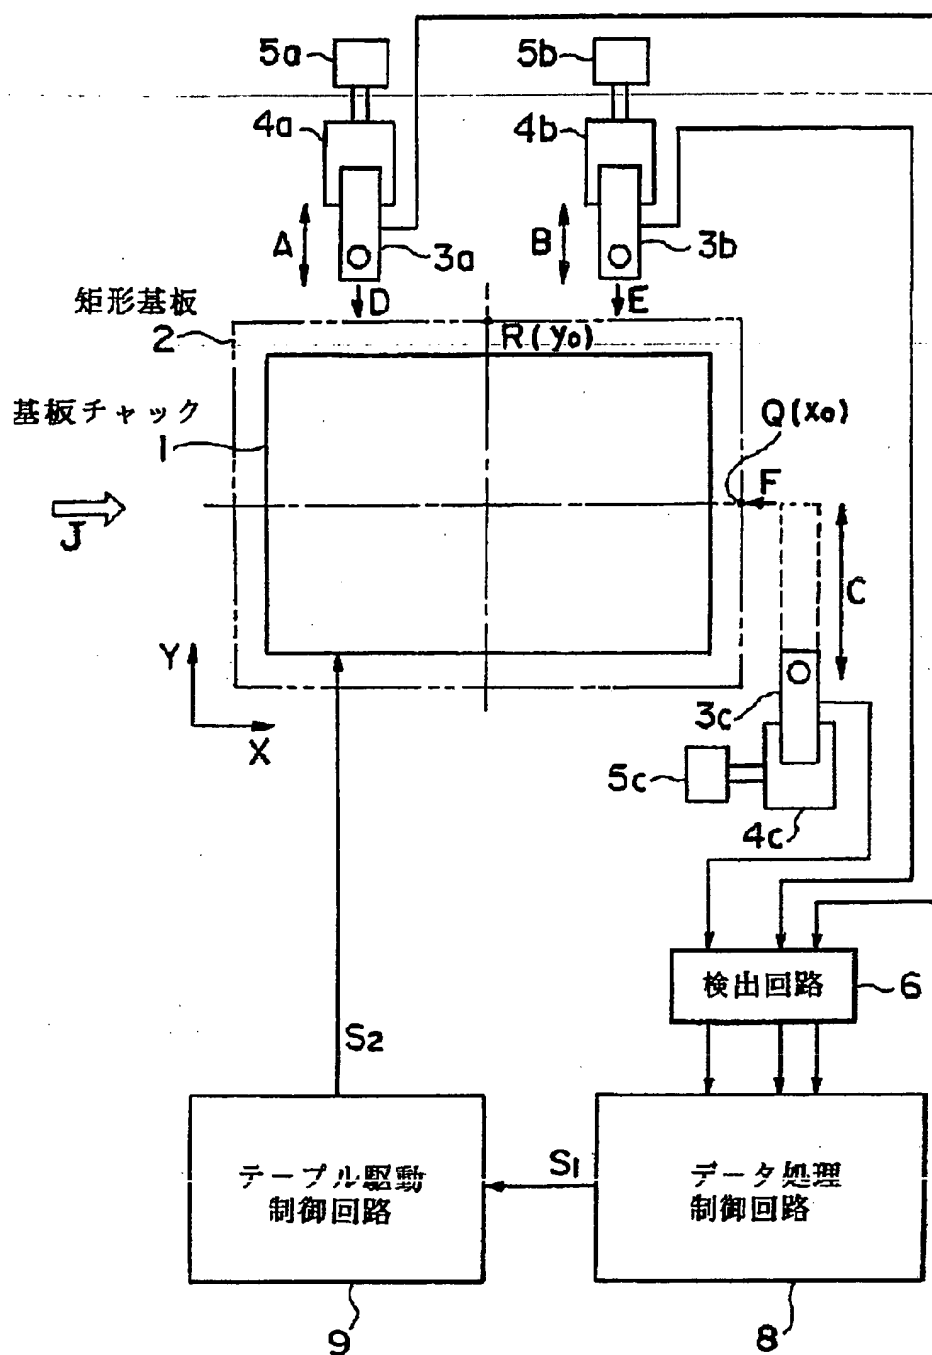 5a
5b
4a
4b
A
3a
B
3b
D
E
矩形基板
2
R(y0)
基板チャック
1
Q(x0)
F
J
C
Y
X
3c
5c
4c
検出回路
6
S2
S1
テーブル駆動
制御回路
データ処理
制御回路
9
8